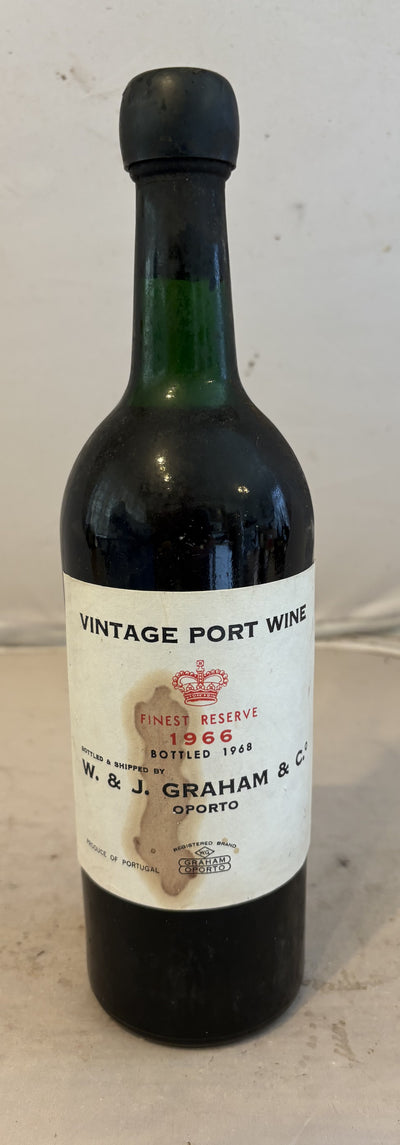 VINTAGE PORT WINE
FINEST RESERVE
1966
BOTTLED 1968
BOTTLED & SHIPPED BY
W. & J. GRAHAM & Cº.
OPORTO
PRODUCE OF PORTUGAL
REGISTERED BRAND
WG
GRAHAM
OPORTO